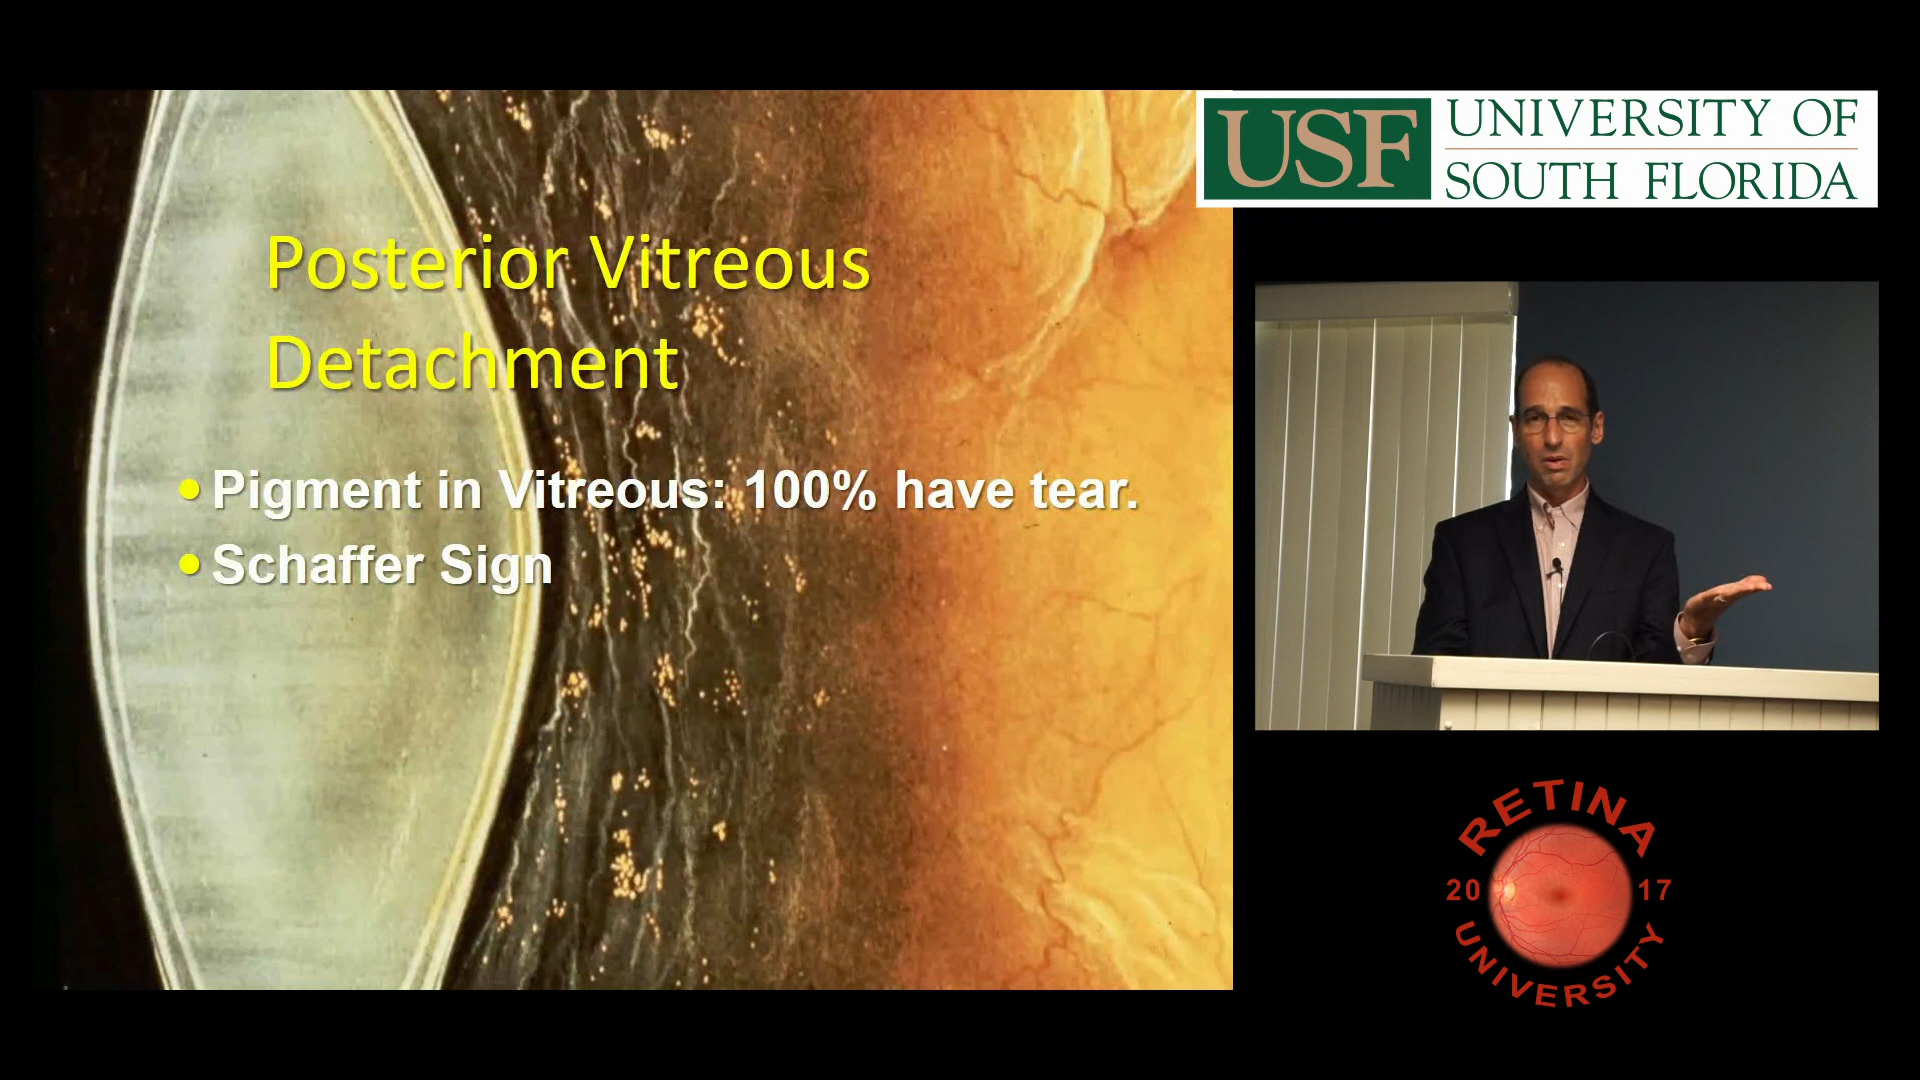 Posterior Vitreous
Detachment
• Pigment in Vitreous: 100% have tear.
• Schaffer Sign
USF UNIVERSITY OF
SOUTH FLORIDA
RETINA
20 17
UNIVERSITY